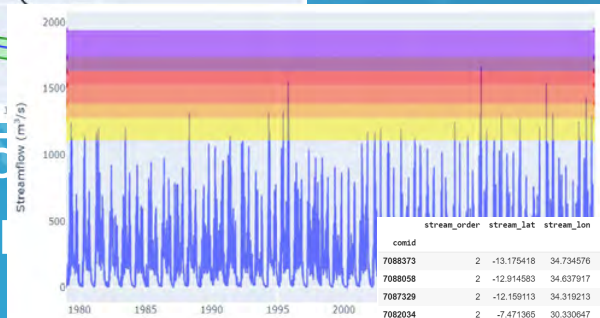 2000
1500
1000
500
0
Streamflow (m³/s)
1980 1985 1990 1995 2000
stream_order stream_lat stream_lon
comid
7088373 2 -13.175418 34.734576
7088058 2 -12.914583 34.637917
7087329 2 -12.159113 34.319213
7082034 2 -7.471365 30.330647